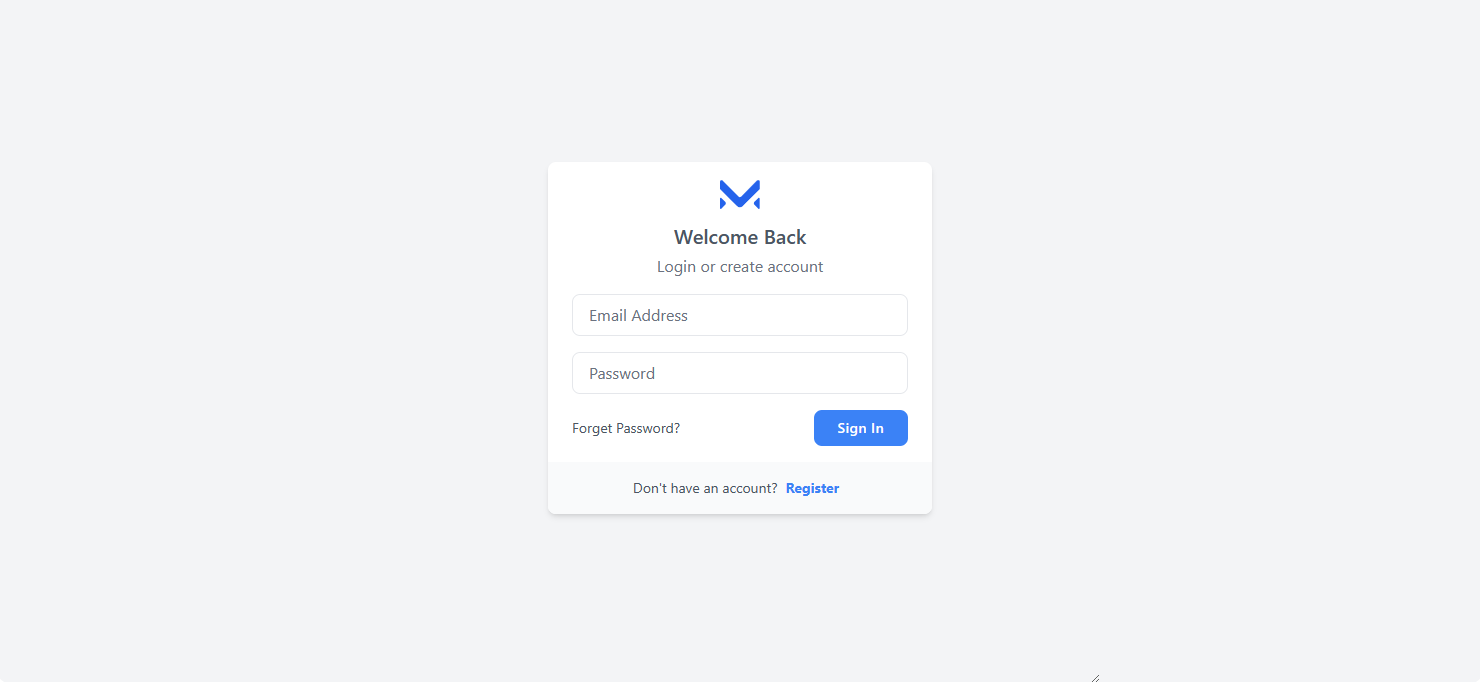 Welcome Back
Login or create account
Email Address
Password
Forget Password?
Sign In
Don't have an account? Register